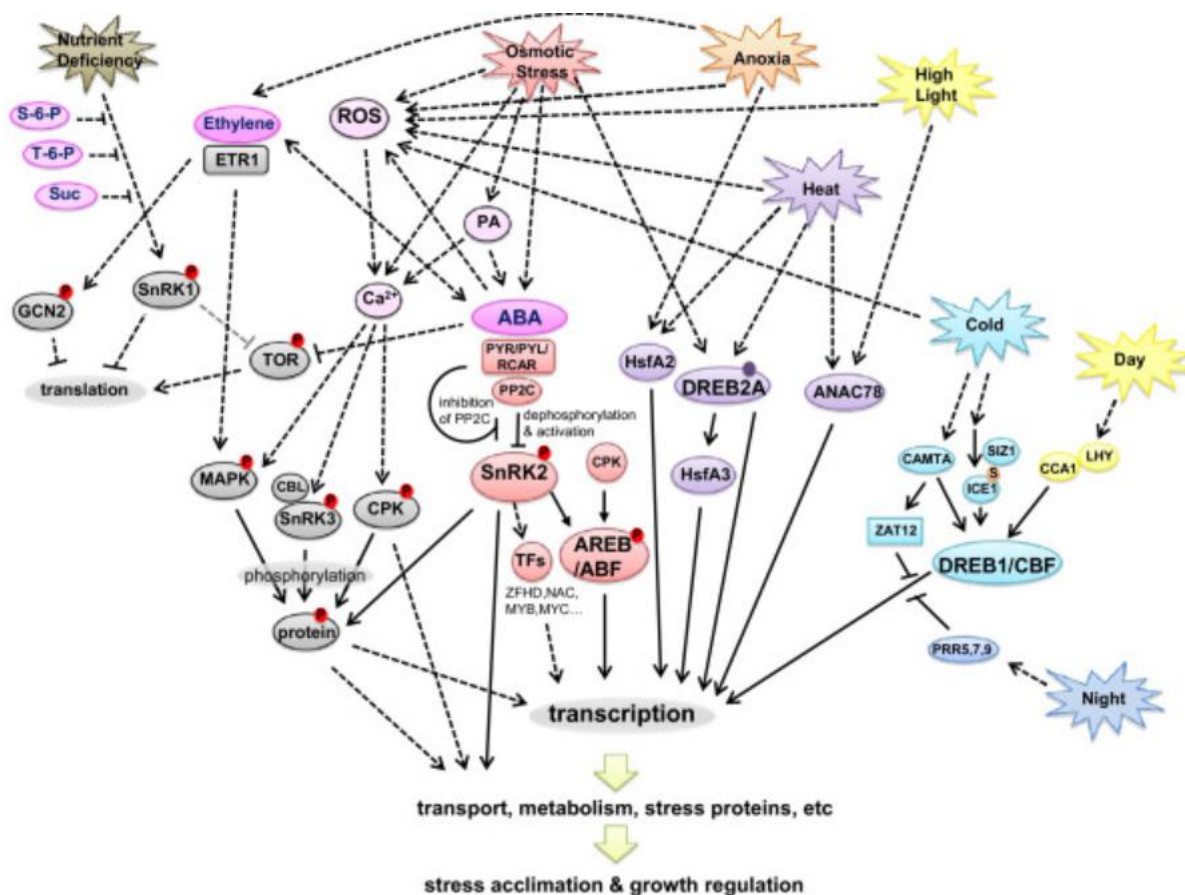 Nutrient
Deficiency
Osmotic
Stress
Anoxia
High
Light
S-6-P
T-6-P
Suc
Ethylene
ETR1
ROS
Heat
PA
GCN2
P
SnRK1
P
Ca2+
ABA
Cold
TOR
P
PYR/PYL/
RCAR
PP2C
HsfA2
DREB2A
ANAC78
Day
translation
inhibition
of PP2C
dephosphorylation
& activation
MAPK
P
CBL
SnRK3
P
CPK
P
SnRK2
P
CPK
HsfA3
CAMTA
SIZ1
S
ICE1
CCA1
LHY
ZAT12
TFs
AREB
/ABF
P
DREB1/CBF
phosphorylation
ZFHD,NAC,
MYB,MYC...
protein
P
PRR5,7,9
Night
transcription
transport, metabolism, stress proteins, etc
stress acclimation & growth regulation